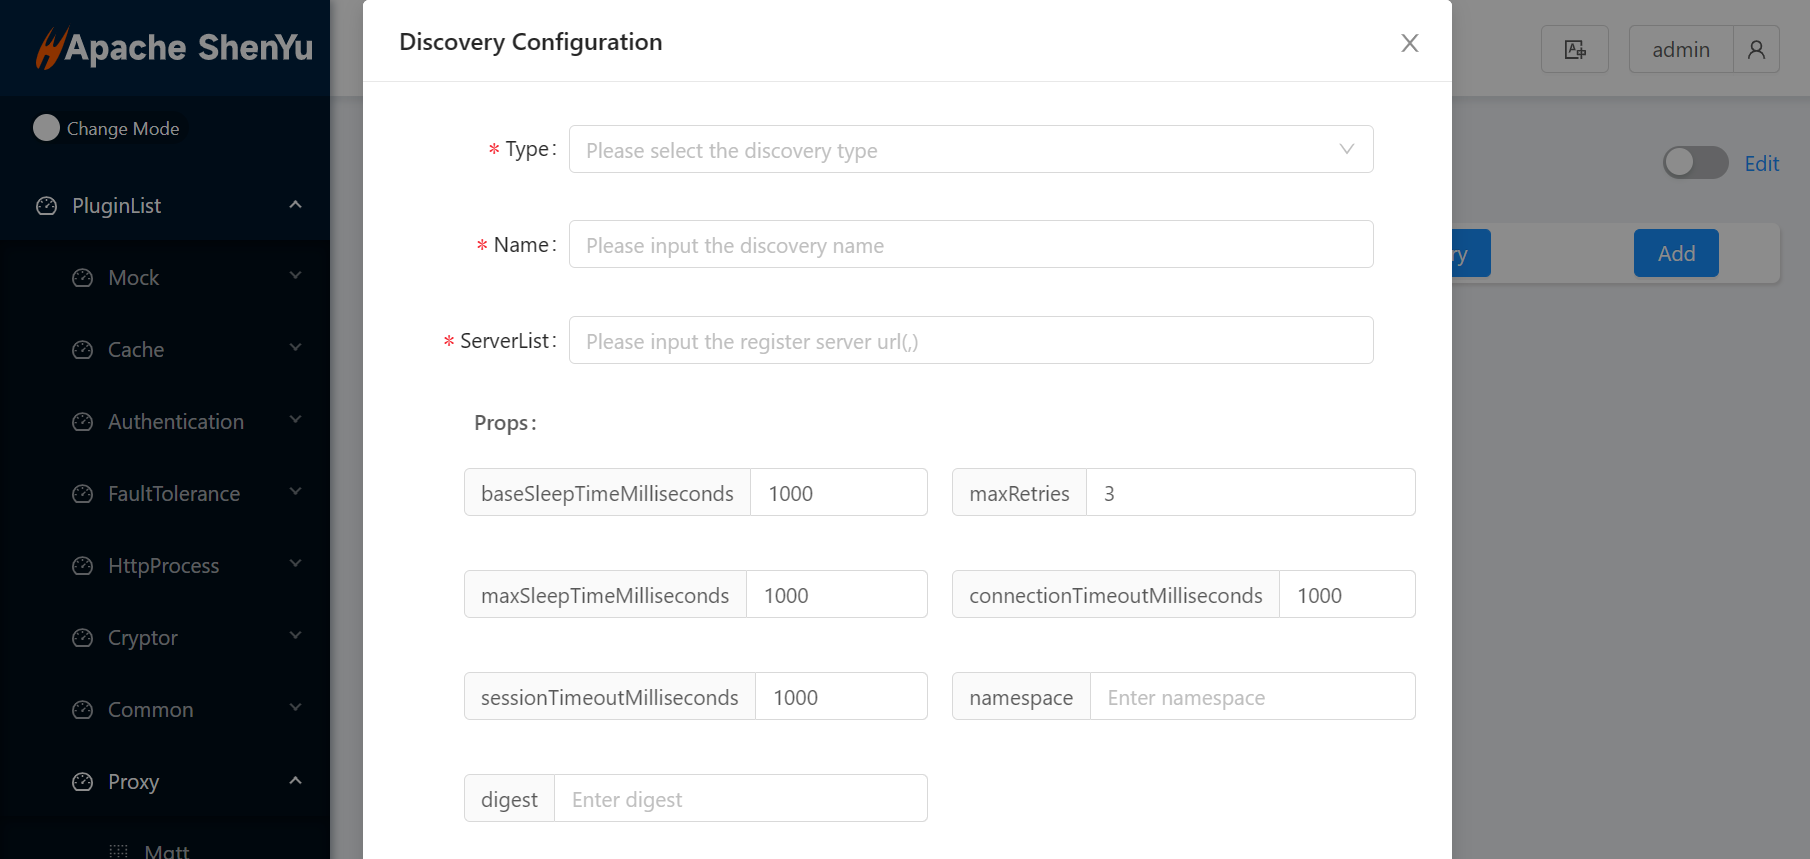 Apache ShenYu
Change Mode
PluginList
Mock
Cache
Authentication
FaultTolerance
HttpProcess
Cryptor
Common
Proxy
Discovery Configuration
* Type:
Please select the discovery type
* Name:
Please input the discovery name
* ServerList:
Please input the register server url(,)
Props:
baseSleepTimeMilliseconds 1000
maxRetries 3
maxSleepTimeMilliseconds 1000
connectionTimeoutMilliseconds 1000
sessionTimeoutMilliseconds 1000
namespace Enter namespace
digest Enter digest
admin
Edit
ry
Add